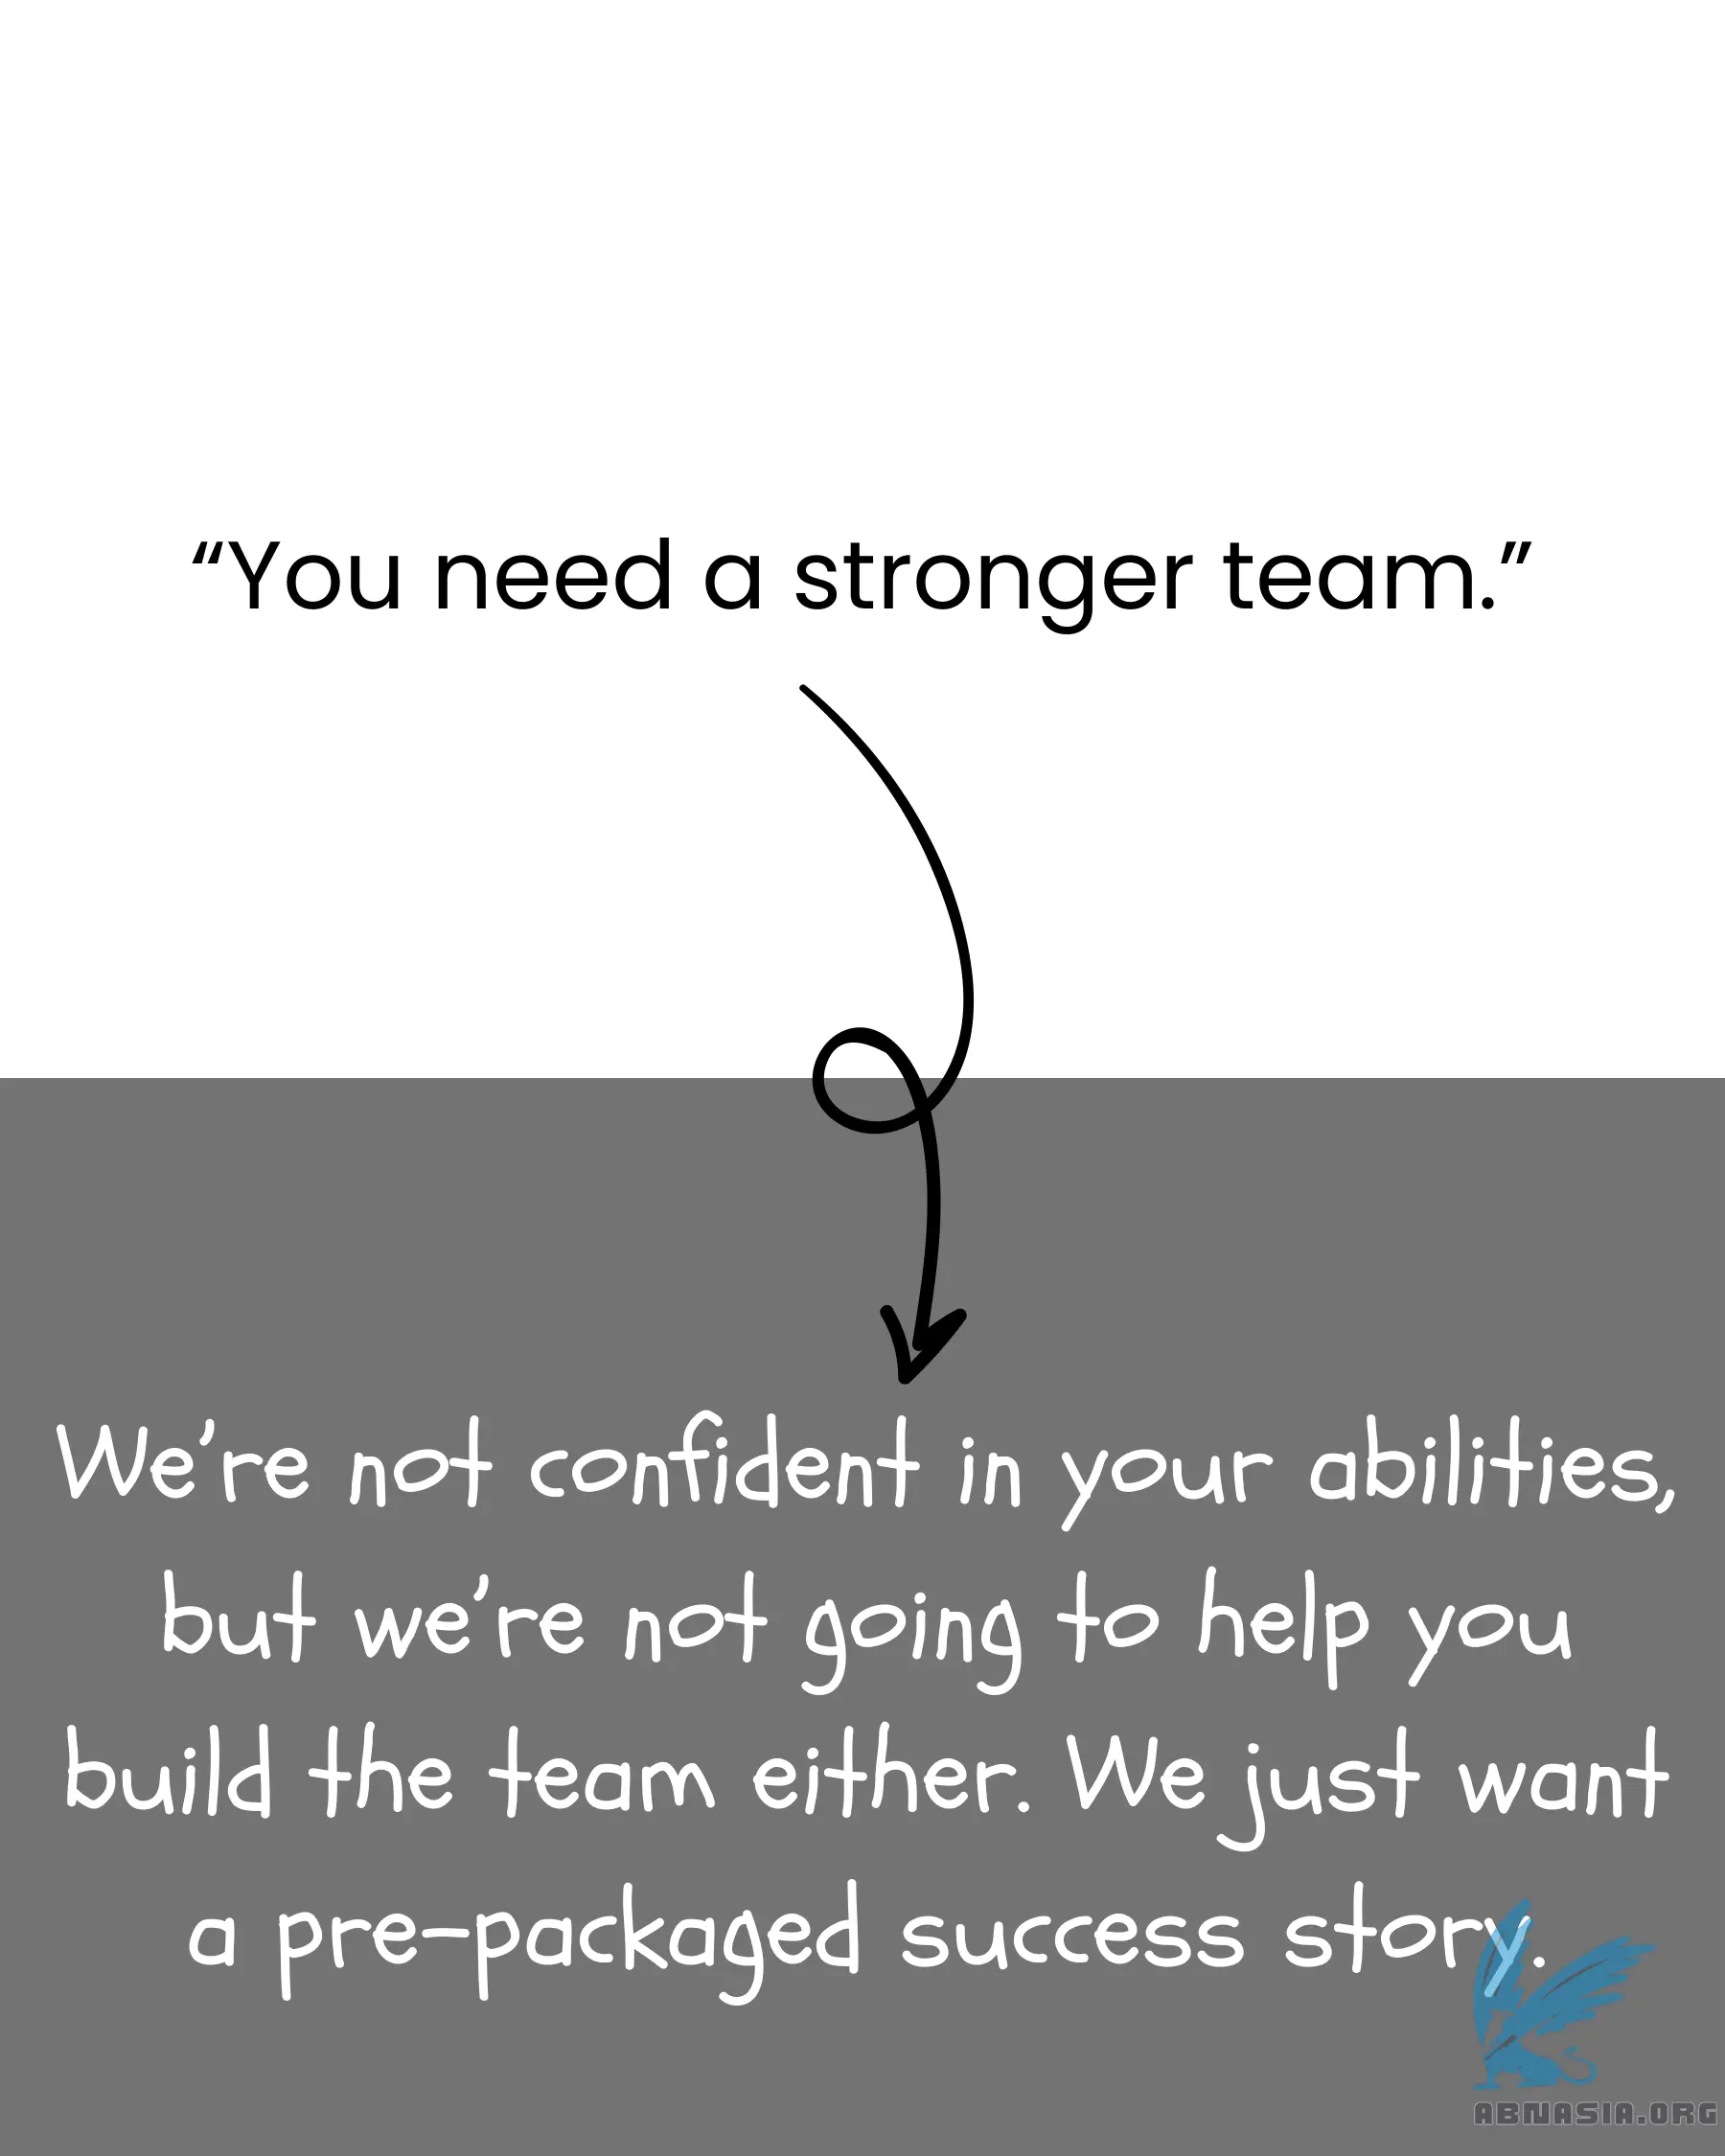 “You need a stronger team.”
We’re not confident in your abilities,
but we’re not going to help you
build the team either. We just want
a pre-packaged success story.
ABNASIA.ORG